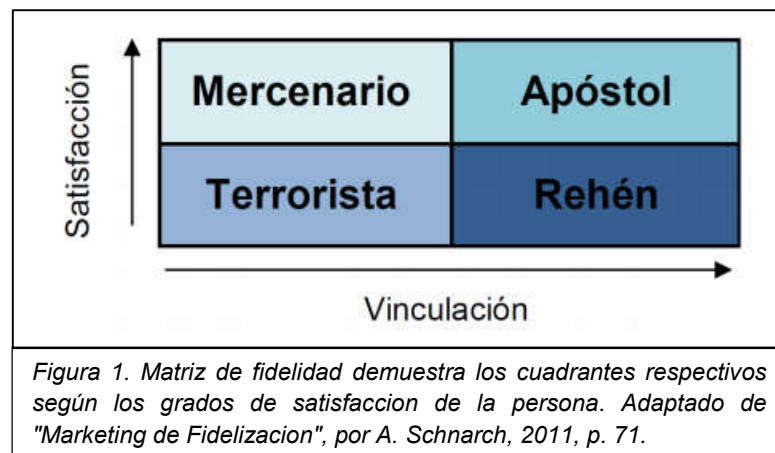 Satisfacción
Mercenario
Apóstol
Terrorista
Rehén
Vinculación
Figura 1. Matriz de fidelidad demuestra los cuadrantes respectivos
según los grados de satisfaccion de la persona. Adaptado de
"Marketing de Fidelizacion", por A. Schnarch, 2011, p. 71.